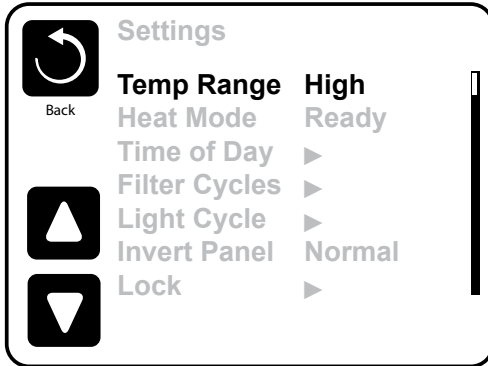 Settings
Back
Temp Range High
Heat Mode Ready
Time of Day ▶
Filter Cycles ▶
Light Cycle ▶
Invert Panel Normal
Lock ▶